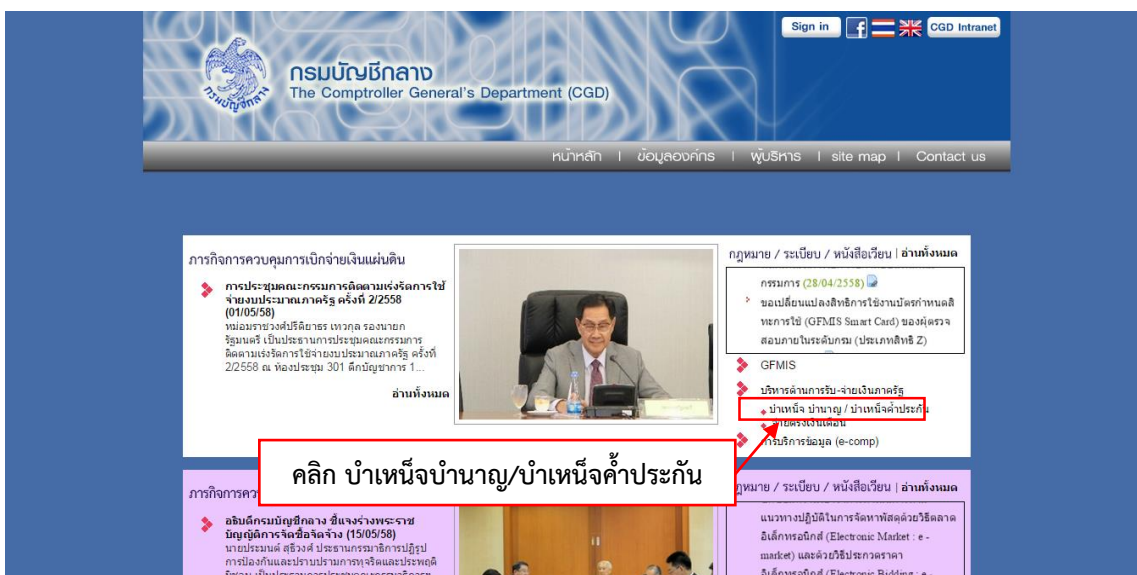 Sign in
CGD Intranet
กรมบัญชีกลาง
กรมบัญชีกลาง
The Comptroller General's Department (CGD)
หน้าหลัก | ข้อมูลองค์กร | ผู้บริหาร | site map | Contact us
ภารกิจการควบคุมการเบิกจ่ายเงินแผ่นดิน
การประชุมคณะกรรมการติดตามเร่งรัดการใช้
จ่ายงบประมาณภาครัฐ ครั้งที่ 2/2558
(01/05/58)
หม่อมราชวงศ์ปรีดิยาธร เทวกุล รองนายก
รัฐมนตรี เป็นประธานการประชุมคณะกรรมการ
ติดตามเร่งรัดการใช้จ่ายงบประมาณภาครัฐ ครั้งที่
2/2558 ณ ห้องประชุม 301 ตึกบัญชาการ 1...
อ่านทั้งหมด
กฎหมาย / ระเบียบ / หนังสือเวียน | อ่านทั้งหมด
กรรมการ (28/04/2558)
ขอเปลี่ยนแปลงสิทธิการใช้งานบัตรกำหนดสิ
ทธะการใช้ (GFMIS Smart Card) ของผู้ตรวจ
สอบภายในระดับกรม (ประเภทสิทธิ Z)
GFMIS
บริหารด้านการรับ-จ่ายเงินภาครัฐ
บำเหน็จ บำนาญ / บำเหน็จค้ำประกัน
จ่ายตรงเงินเดือน
การบริการข้อมูล (e-comp)
คลิก บำเหน็จบำนาญ/บำเหน็จค้ำประกัน
ภารกิจการคว
กฎหมาย / ระเบียบ / หนังสือเวียน | อ่านทั้งหมด
อธิบดีกรมบัญชีกลาง ชี้แจงร่างพระราช
บัญญัติการจัดซื้อจัดจ้าง (15/05/58)
นายประมนต์ สุธีวงศ์ ประธานกรรมาธิการปฏิรูป
การป้องกันและปราบปรามการทุจริตและประพฤติ
แนวทางปฏิบัติในการจัดหาพัสดุด้วยวิธีตลาด
อิเล็กทรอนิกส์ (Electronic Market : e -
market) และด้วยวิธีประกวดราคา
อิเล็กทรอนิกส์ (Electronic Bidding : e -